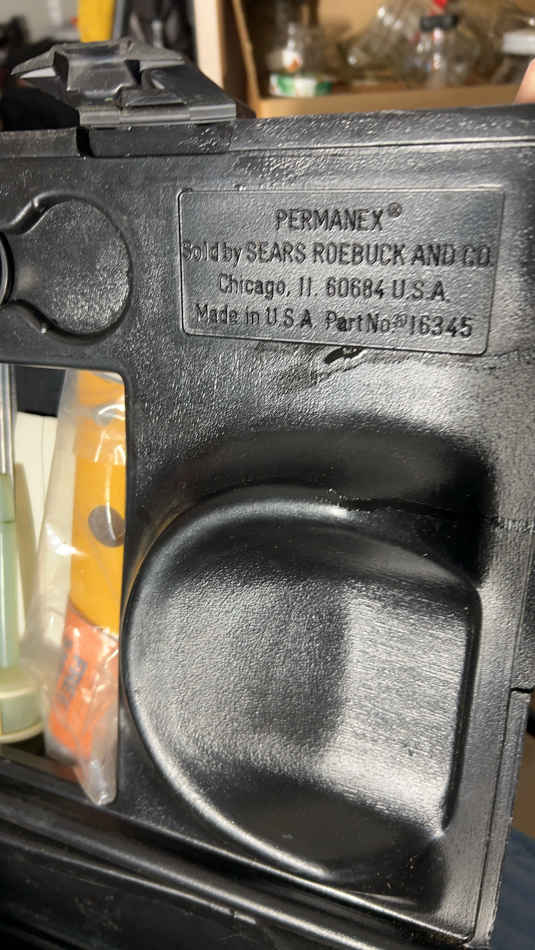 PERMANEX®
Sold by SEARS ROEBUCK AND CO.
Chicago, Il. 60684 U.S.A.
Made in U.S.A. Part No 16345